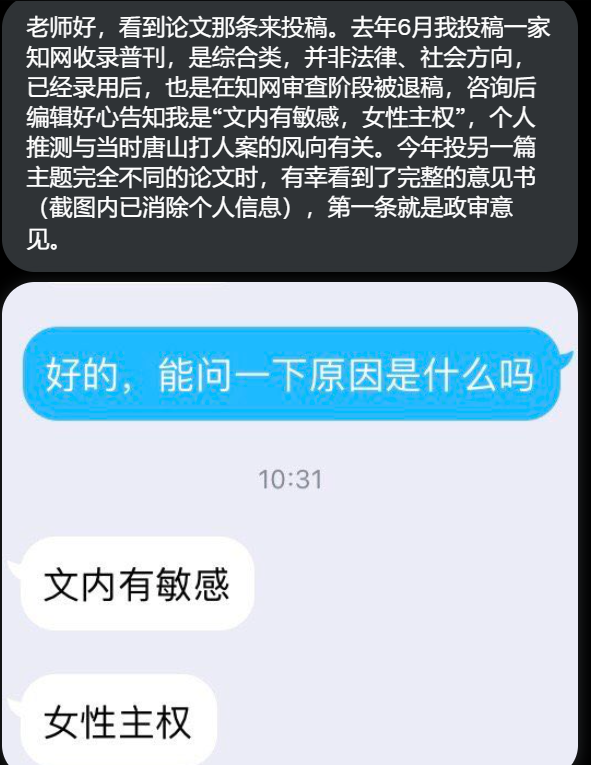 老师好，看到论文那条来投稿。去年6月我投稿一家
知网收录普刊，是综合类，并非法律、社会方向，
已经录用后，也是在知网审查阶段被退稿，咨询后
编辑好心告知我是“文内有敏感，女性主权”，个人
推测与当时唐山打人案的风向有关。今年投另一篇
主题完全不同的论文时，有幸看到了完整的意见书
（截图内已消除个人信息），第一条就是政审意
见。
好的，能问一下原因是什么吗
10:31
文内有敏感
女性主权